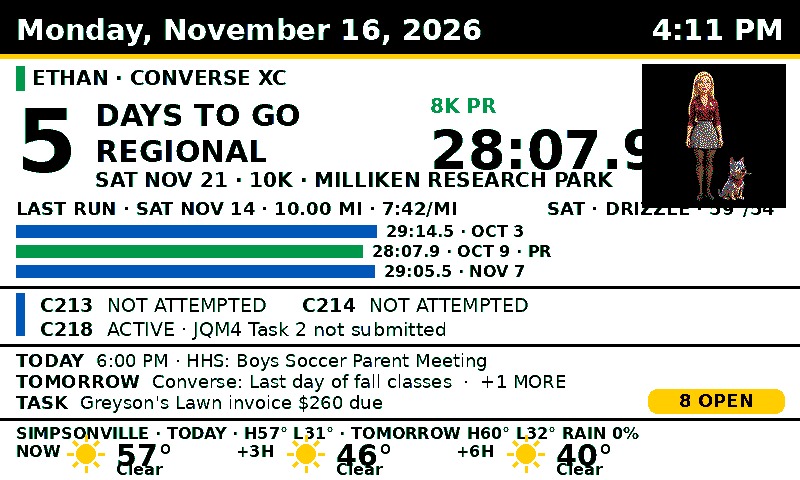 Monday, November 16, 2026 4:11 PM
ETHAN · CONVERSE XC
5 DAYS TO GO
REGIONAL
SAT NOV 21 · 10K · MILLIKEN RESEARCH PARK
8K PR
28:07.9
LAST RUN · SAT NOV 14 · 10.00 MI · 7:42/MI SAT · DRIZZLE · 59°/54°
29:14.5 · OCT 3
28:07.9 · OCT 9 · PR
29:05.5 · NOV 7
C213 NOT ATTEMPTED C214 NOT ATTEMPTED
C218 ACTIVE · JQM4 Task 2 not submitted
TODAY 6:00 PM · HHS: Boys Soccer Parent Meeting
TOMORROW Converse: Last day of fall classes · +1 MORE
TASK Greyson's Lawn invoice $260 due
8 OPEN
SIMPSONVILLE · TODAY · H57° L31° · TOMORROW H60° L32° RAIN 0%
NOW 57° Clear +3H 46° Clear +6H 40° Clear